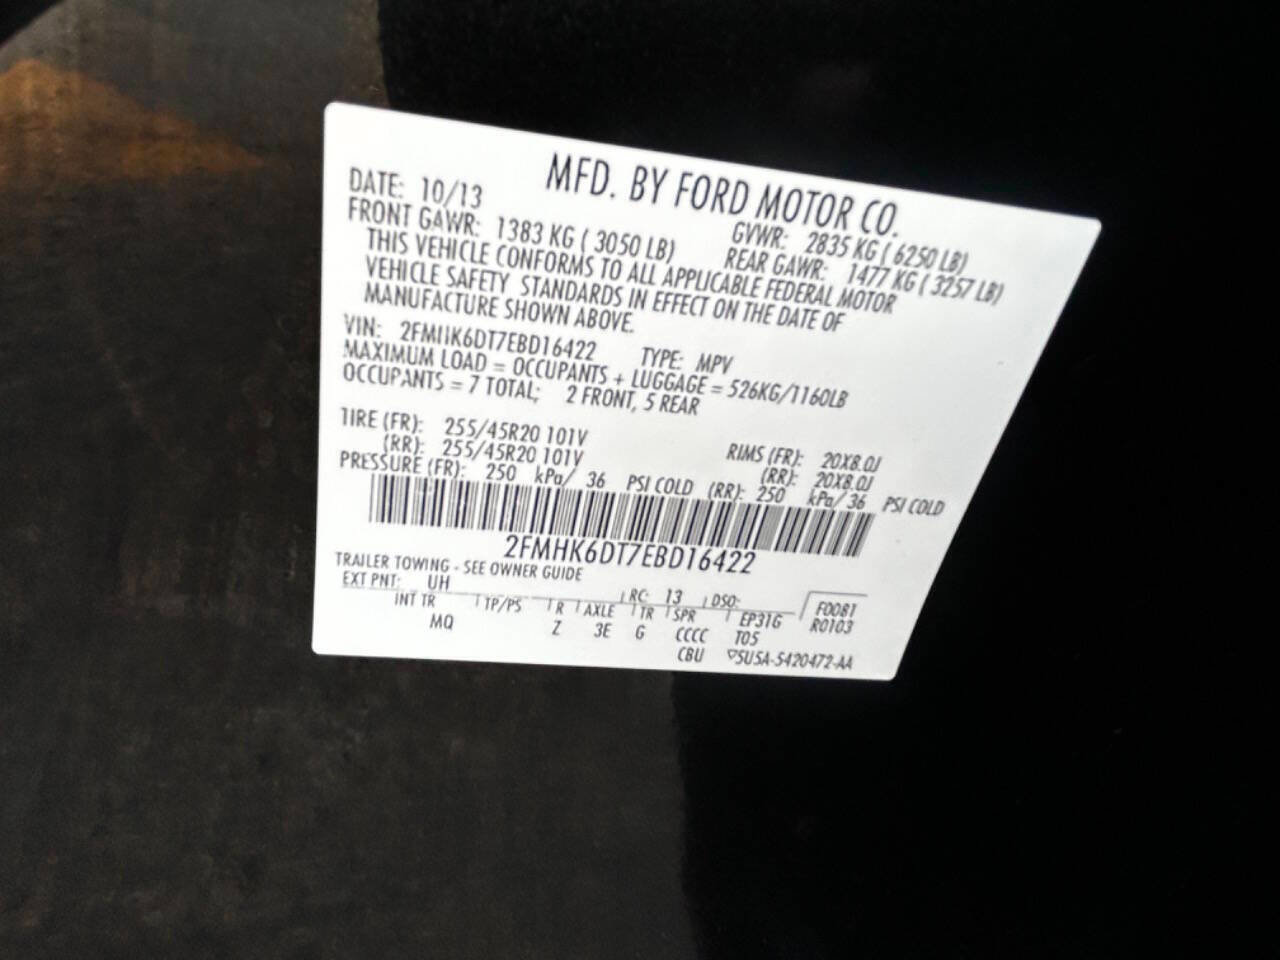 MFD. BY FORD MOTOR CO.
DATE: 10/13 GVWR: 2835 KG ( 6250 LB)
FRONT GAWR: 1383 KG ( 3050 LB) REAR GAWR: 1477 KG ( 3257 LB)
THIS VEHICLE CONFORMS TO ALL APPLICABLE FEDERAL MOTOR
VEHICLE SAFETY STANDARDS IN EFFECT ON THE DATE OF
MANUFACTURE SHOWN ABOVE.
VIN: 2FMHK6DT7EBD16422 TYPE: MPV
MAXIMUM LOAD = OCCUPANTS + LUGGAGE = 526KG/1160LB
OCCUPANTS = 7 TOTAL; 2 FRONT, 5 REAR
TIRE (FR): 255/45R20 101V RIMS (FR): 20X8.0J
(RR): 255/45R20 101V (RR): 20X8.0J
PRESSURE (FR): 250 kPa/ 36 PSI COLD (RR): 250 kPa/ 36 PSI COLD
2FMHK6DT7EBD16422
TRAILER TOWING - SEE OWNER GUIDE
EXT PNT: UH RC: 13 DSO: F0081
INT TR TP/PS R AXLE TR SPR EP31G R0103
MQ Z 3E G CCCC T05
CBU ▽5U5A-5420472-AA